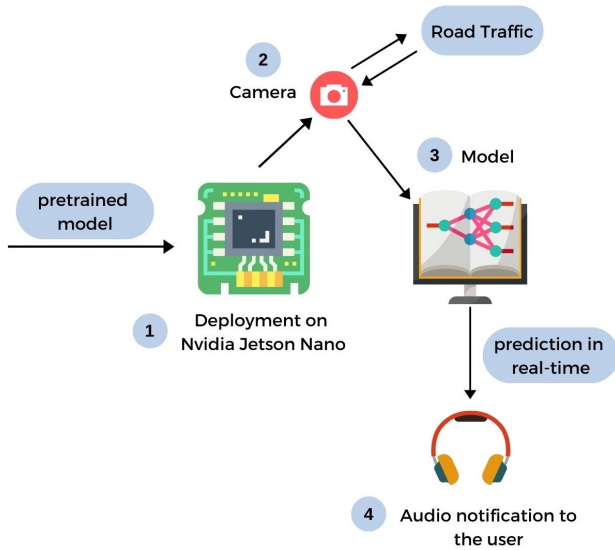 Road Traffic
2
Camera
3
Model
pretrained
model
1
Deployment on
Nvidia Jetson Nano
prediction in
real-time
4
Audio notification to
the user